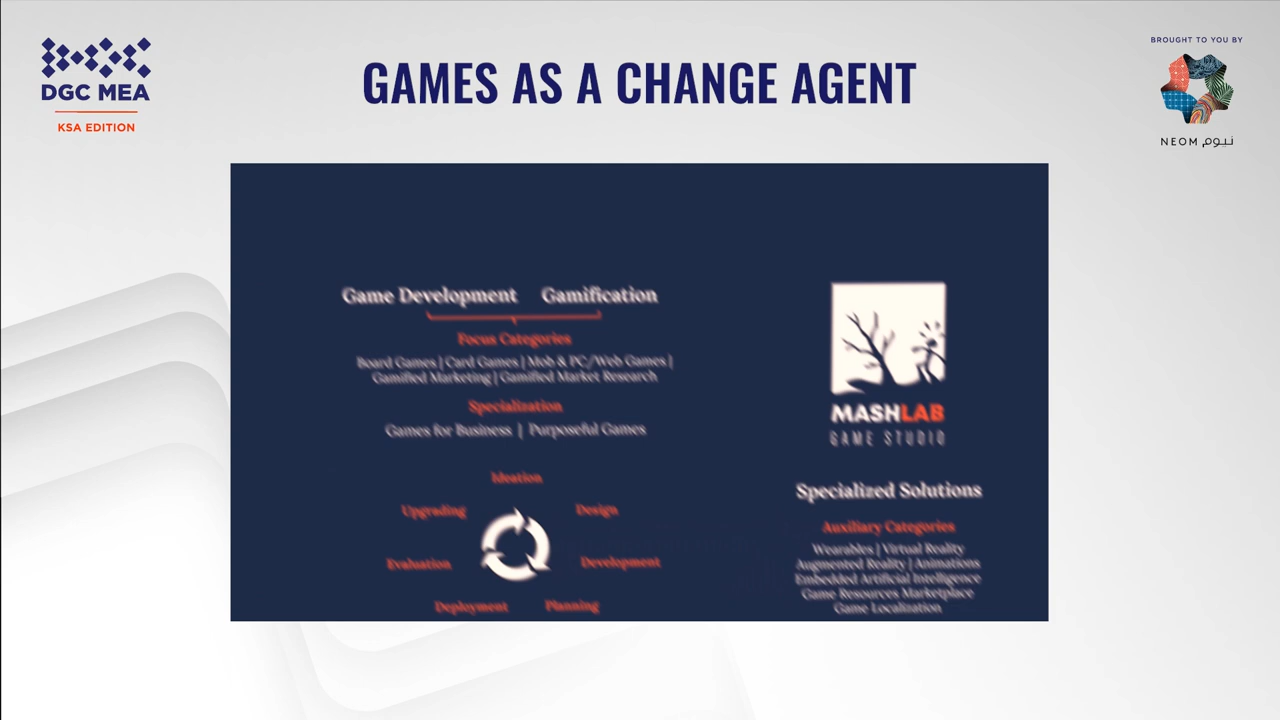 DGC MEA
KSA EDITION
GAMES AS A CHANGE AGENT
BROUGHT TO YOU BY
NEOM نيوم
Game Development Gamification
Focus Categories
Board Games | Card Games | Mob & PC/Web Games |
Gamified Marketing | Gamified Market Research
Specialization
Games for Business | Purposeful Games
Ideation
Upgrading
Design
Evaluation
Development
Deployment
Planning
MASHLAB
GAME STUDIO
Specialized Solutions
Auxiliary Categories
Wearables | Virtual Reality
Augmented Reality | Animations
Embedded Artificial Intelligence
Game Resources Marketplace
Game Localization